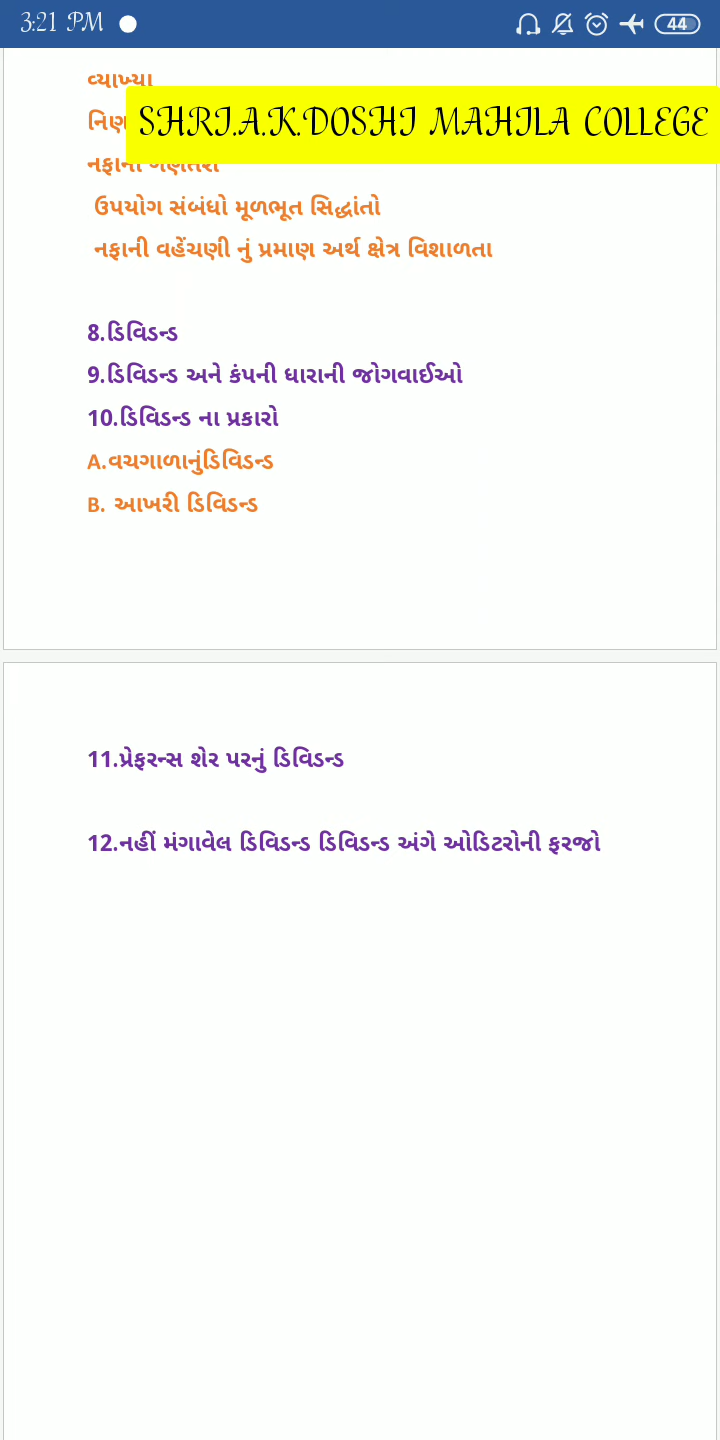 3:21 PM
44
વ્યાખ્યા
SHRI.A.K.DOSHI MAHILA COLLEGE
નફાની
ઉપયોગ સંબંધો મૂળભૂત સિદ્ધાંતો
નફાની વહેંચણી નું પ્રમાણ અર્થ ક્ષેત્ર વિશાળતા
8.ડિવિડન્ડ
9.ડિવિડન્ડ અને કંપની ધારાની જોગવાઈઓ
10.ડિવિડન્ડ ના પ્રકારો
A.વચગાળાનુંડિવિડન્ડ
B. આખરી ડિવિડન્ડ
11.પ્રેફરન્સ શેર પરનું ડિવિડન્ડ
12.નહીં મંગાવેલ ડિવિડન્ડ ડિવિડન્ડ અંગે ઓડિટરોની ફરજો